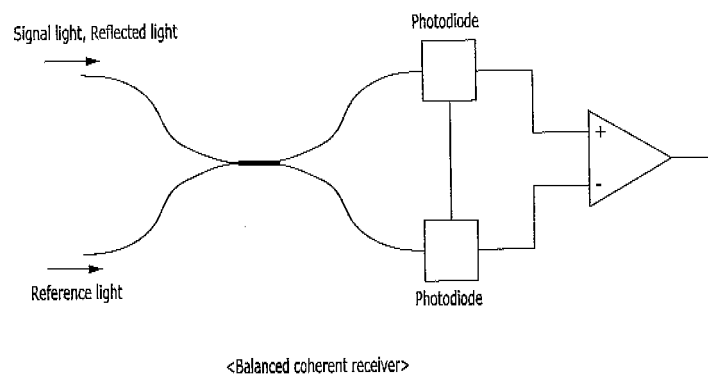 Photodiode
Signal light, Reflected light
+
-
Reference light
Photodiode
<Balanced coherent receiver>